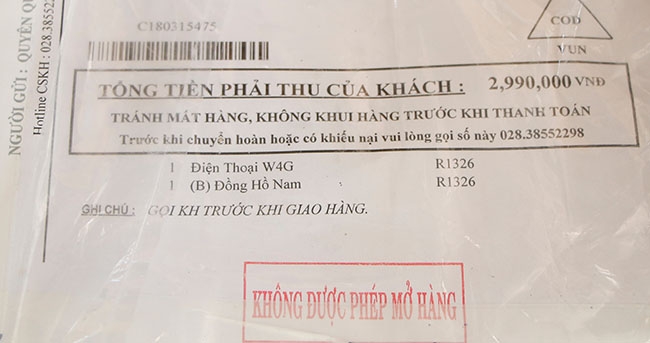 C180315475
COD
VUN
TỔNG TIỀN PHẢI THU CỦA KHÁCH : 2,990,000 VNĐ
TRÁNH MÁT HÀNG, KHÔNG KHUI HÀNG TRƯỚC KHI THANH TOÁN
Trước khi chuyển hoàn hoặc có khiếu nại vui lòng gọi số này 028.38552298
1 Điện Thoại W4G R1326
1 (B) Đồng Hồ Nam R1326
GHI CHÚ : GỌI KH TRƯỚC KHI GIAO HÀNG.
KHÔNG ĐƯỢC PHÉP MỞ HÀNG
NGƯỜI GỬI : QUYỀN
Hotline CSKH : 028.385522